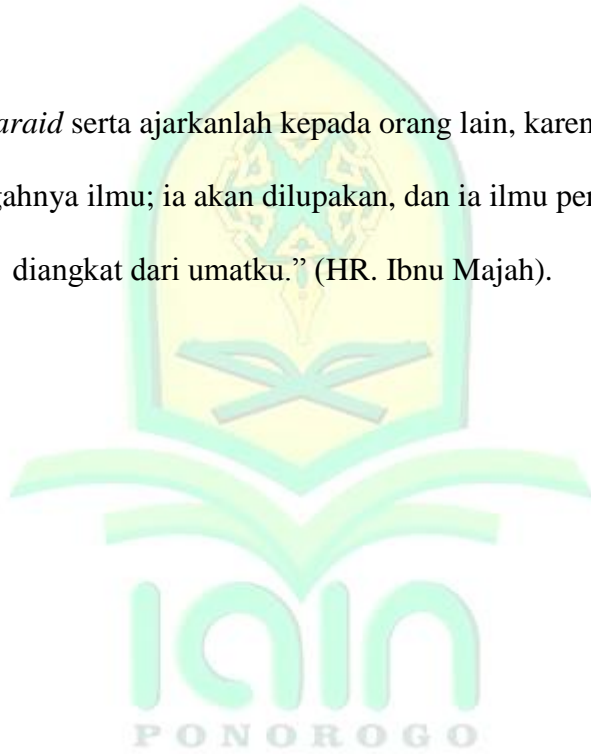 araid serta ajarkanlah kepada orang lain, karen
gahnya ilmu; ia akan dilupakan, dan ia ilmu per
diangkat dari umatku.” (HR. Ibnu Majah).
iain
PONOROGO